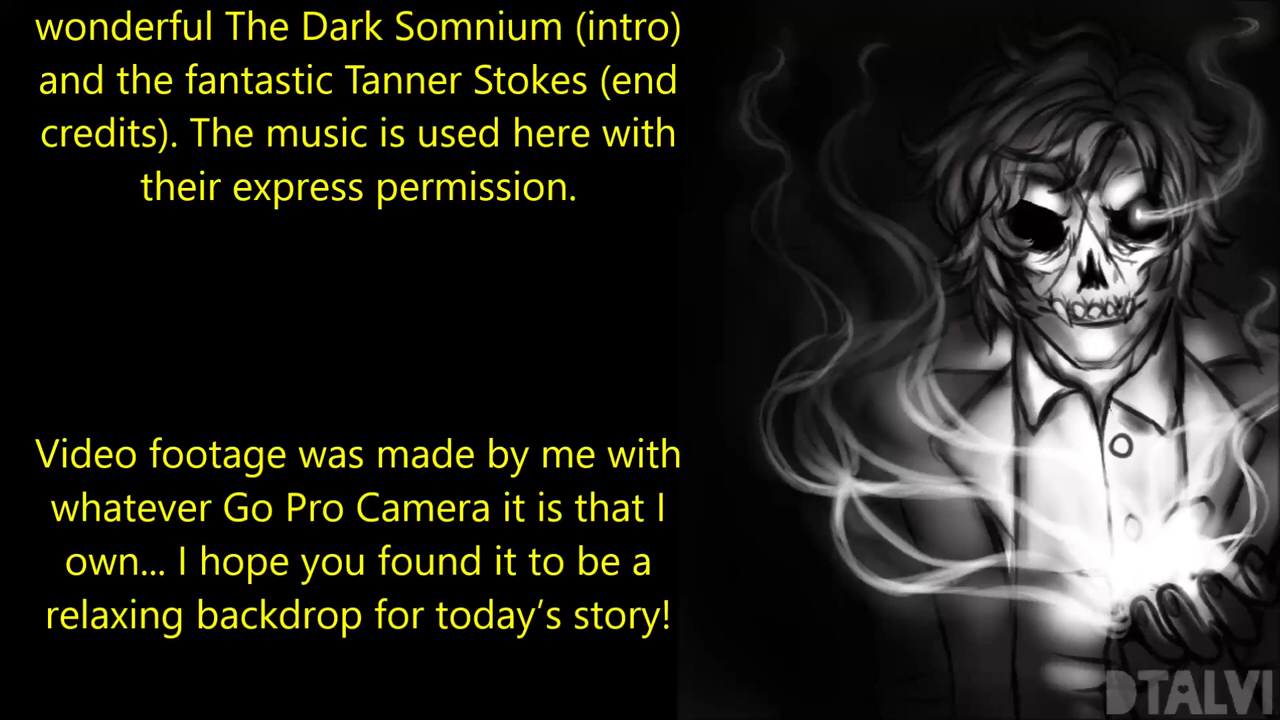 wonderful The Dark Somnium (intro)
and the fantastic Tanner Stokes (end
credits). The music is used here with
their express permission.
Video footage was made by me with
whatever Go Pro Camera it is that I
own... I hope you found it to be a
relaxing backdrop for today’s story!
DTALVI